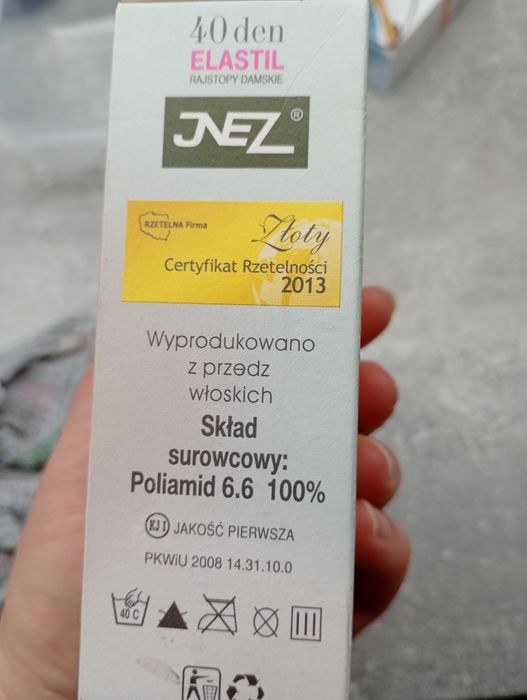 40 den
ELASTIL
RAJSTOPY DAMSKIE
JNEZ ®
RZETELNA Firma
Złoty
Certyfikat Rzetelności
2013
Wyprodukowano
z przędz
włoskich
Skład
surowcowy:
Poliamid 6.6 100%
KJ I JAKOŚĆ PIERWSZA
PKWiU 2008 14.31.10.0
40 C